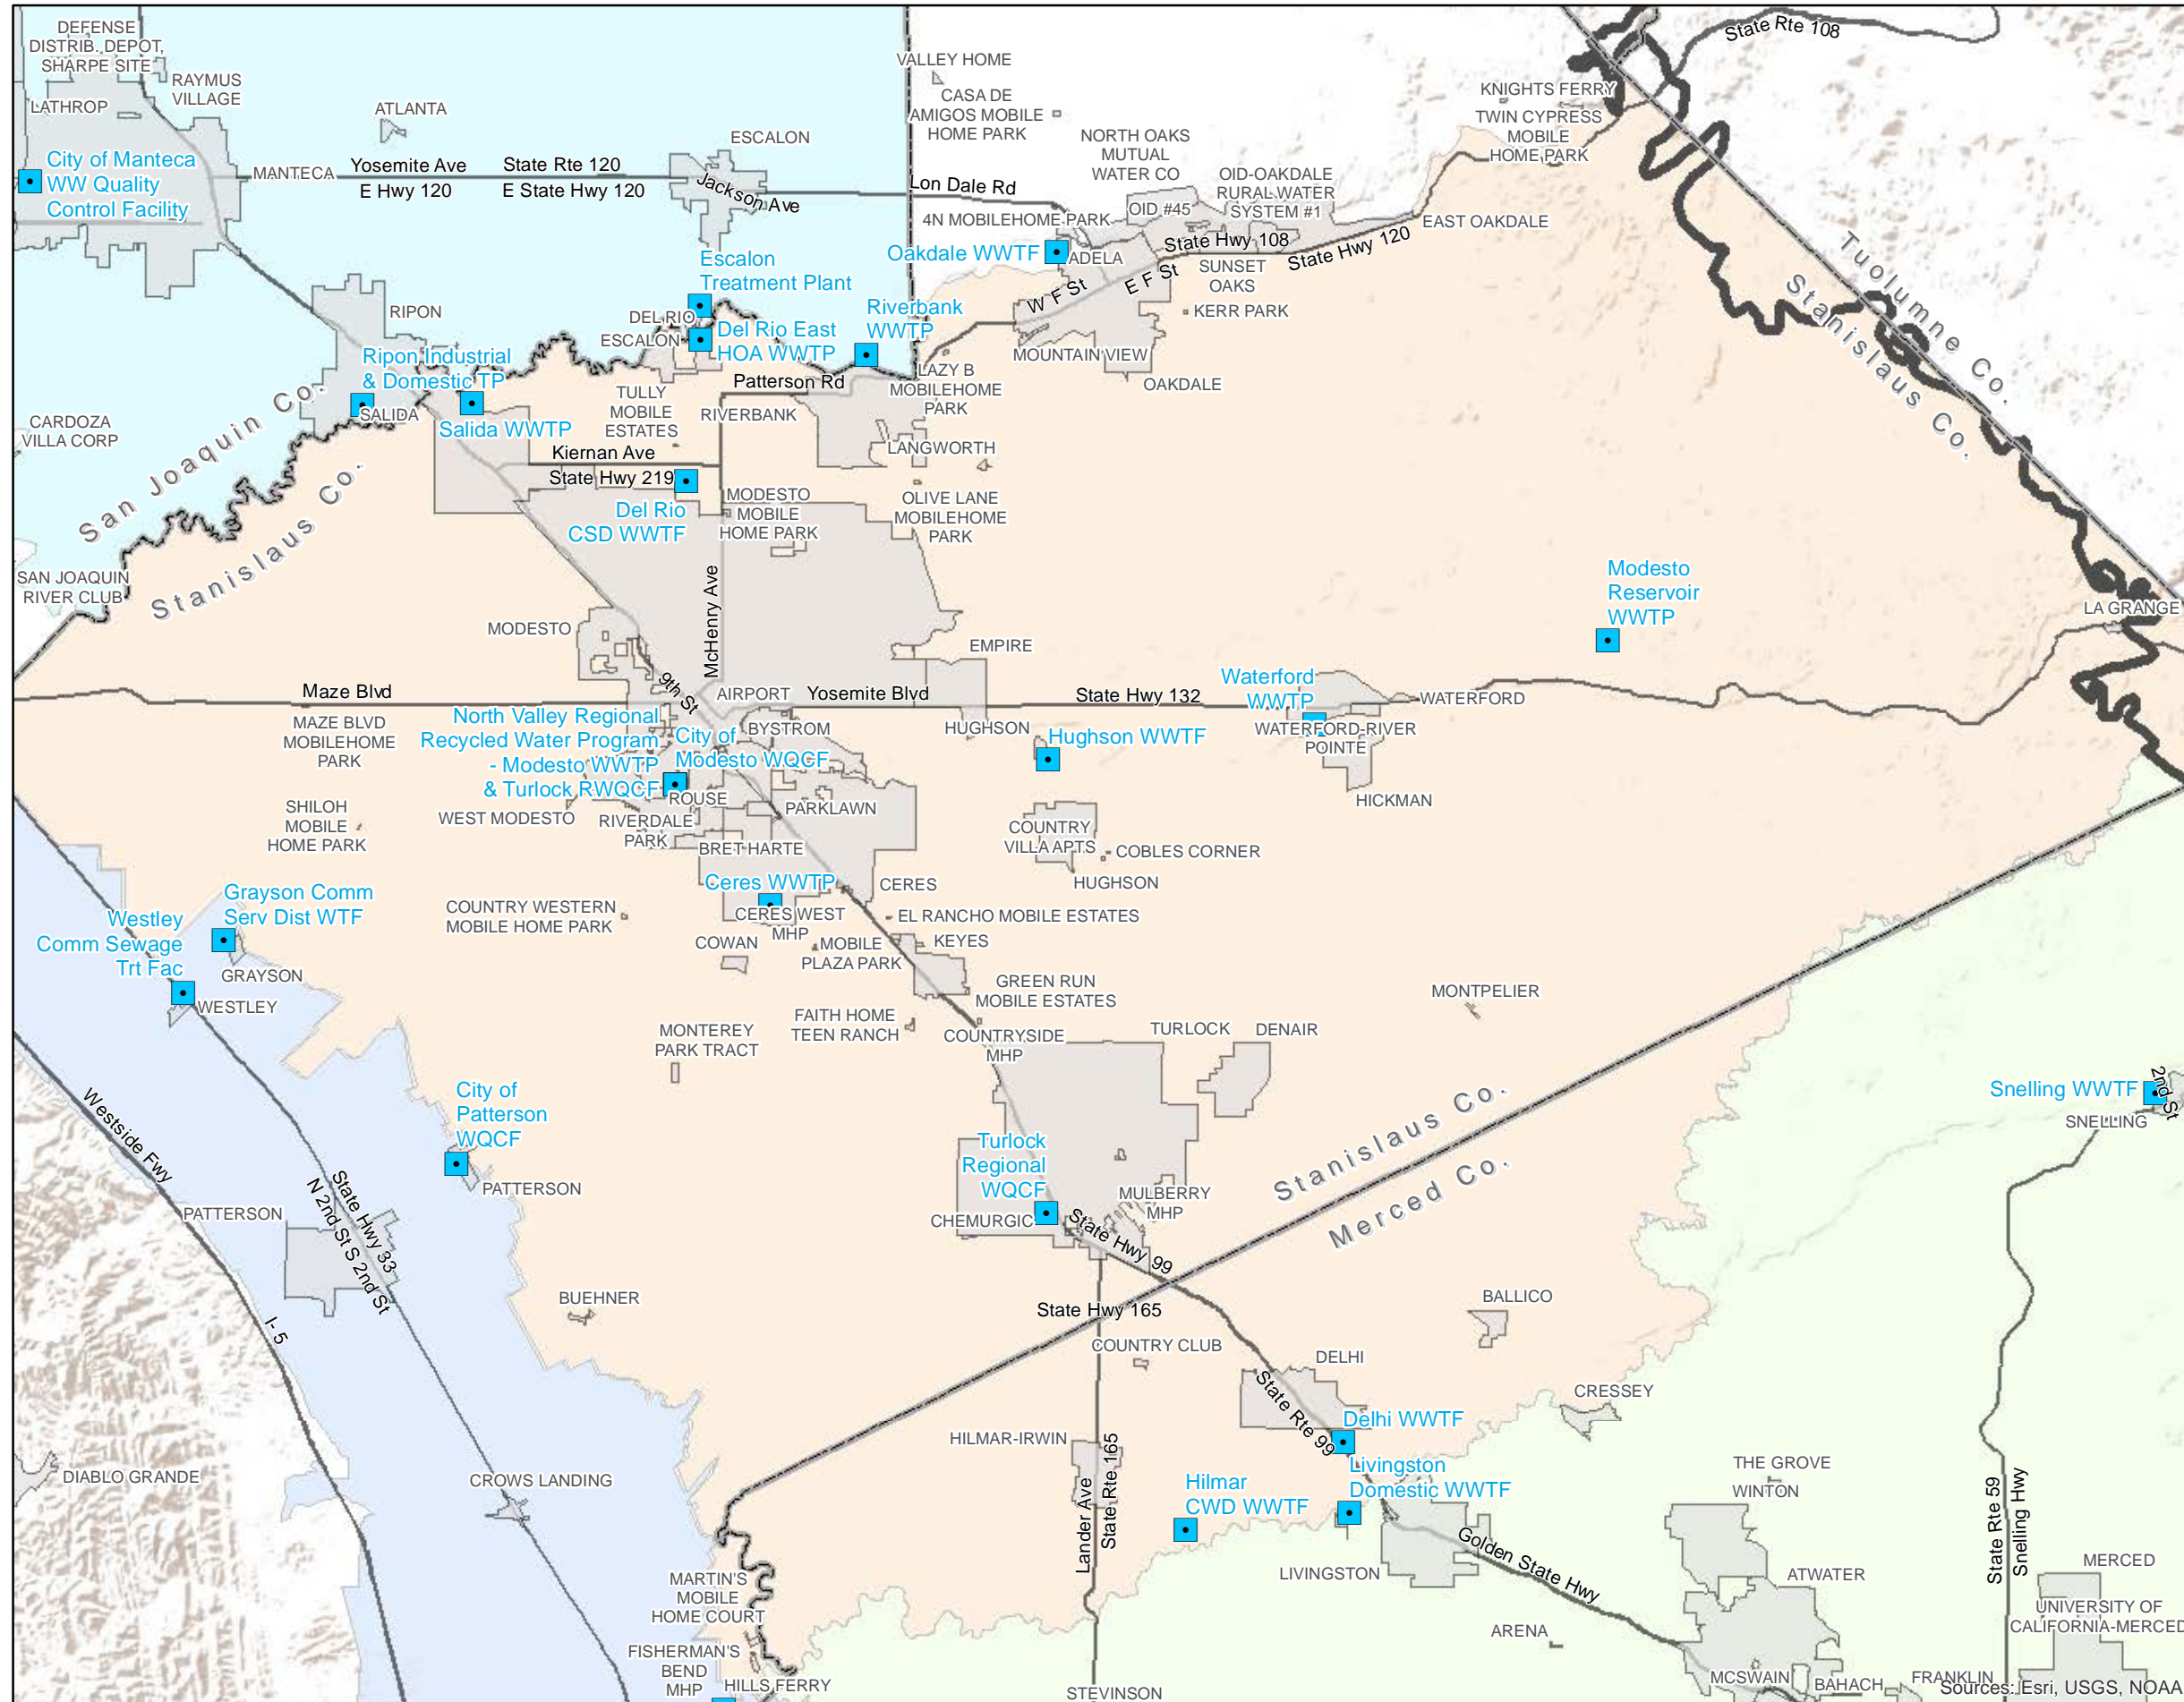 DEFENSE
DISTRIB. DEPOT,
SHARPE SITE
RAYMUS
VILLAGE
LATHROP
ATLANTA
ESCALON
VALLEY HOME
CASA DE
AMIGOS MOBILE
HOME PARK
NORTH OAKS
MUTUAL
WATER CO
OID-OAKDALE
RURAL WATER
SYSTEM #1
State Rte 108
KNIGHTS FERRY
TWIN CYPRESS
MOBILE
HOME PARK
City of Manteca
WW Quality
Control Facility
MANTECA
Yosemite Ave
State Rte 120
E Hwy 120
E State Hwy 120
Jackson Ave
Lon Dale Rd
4N MOBILEHOME PARK
OID #45
State Hwy 108
State Hwy 120
EAST OAKDALE
Oakdale WWTF
ADELA
SUNSET
OAKS
W F St
E F St
KERR PARK
Escalon
Treatment Plant
DEL RIO
ESCALON
Del Rio East
HOA WWTP
Riverbank
WWTP
RIPON
Ripon Industrial
& Domestic TP
SALIDA
Salida WWTP
TULLY
MOBILE
ESTATES
Patterson Rd
RIVERBANK
LAZY B
MOBILEHOME
PARK
MOUNTAIN VIEW
OAKDALE
Tuolumne Co.
Stanislaus Co.
CARDOZA
VILLA CORP
San Joaquin Co.
Stanislaus Co.
Kiernan Ave
State Hwy 219
Del Rio
CSD WWTF
LANGWORTH
MODESTO
MOBILE
HOME PARK
OLIVE LANE
MOBILEHOME
PARK
SAN JOAQUIN
RIVER CLUB
McHenry Ave
MODESTO
EMPIRE
Modesto
Reservoir
WWTP
LA GRANGE
Maze Blvd
9th St
AIRPORT
Yosemite Blvd
State Hwy 132
Waterford
WWTP
WATERFORD
MAZE BLVD
MOBILEHOME
PARK
North Valley Regional
Recycled Water Program
- Modesto WWTP
& Turlock RWQCF
City of
Modesto WQCF
BYSTROM
HUGHSON
Hughson WWTF
WATERFORD-RIVER
POINTE
HICKMAN
ROUSE
PARKLAWN
SHILOH
MOBILE
HOME PARK
WEST MODESTO
RIVERDALE
PARK
BRET HARTE
COUNTRY
VILLA APTS
COBLES CORNER
HUGHSON
Grayson Comm
Serv Dist WTF
Westley
Comm Sewage
Trt Fac
GRAYSON
WESTLEY
COUNTRY WESTERN
MOBILE HOME PARK
Ceres WWTP
CERES
CERES WEST
MHP
EL RANCHO MOBILE ESTATES
COWAN
MOBILE
PLAZA PARK
KEYES
GREEN RUN
MOBILE ESTATES
MONTPELIER
FAITH HOME
TEEN RANCH
MONTEREY
PARK TRACT
COUNTRYSIDE
MHP
TURLOCK
DENAIR
City of
Patterson
WQCF
PATTERSON
PATTERSON
Westside Fwy
State Hwy 33
N 2nd St S 2nd St
I- 5
Turlock
Regional
WQCF
CHEMURGIC
MULBERRY
MHP
State Hwy 99
Stanislaus Co.
Merced Co.
Snelling WWTF
2nd St
SNELLING
BUEHNER
State Hwy 165
COUNTRY CLUB
BALLICO
DELHI
State Rte 99
Delhi WWTF
CRESSEY
HILMAR-IRWIN
Lander Ave
State Rte 165
Hilmar
CWD WWTF
Livingston
Domestic WWTF
Golden State Hwy
LIVINGSTON
THE GROVE
WINTON
State Rte 59
Snelling Hwy
MERCED
ATWATER
UNIVERSITY OF
CALIFORNIA-MERCED
DIABLO GRANDE
CROWS LANDING
MARTIN'S
MOBILE
HOME COURT
FISHERMAN'S
BEND
MHP
HILLS FERRY
STEVINSON
ARENA
MCSWAIN
BAHACH
FRANKLIN
Sources: Esri, USGS, NOAA